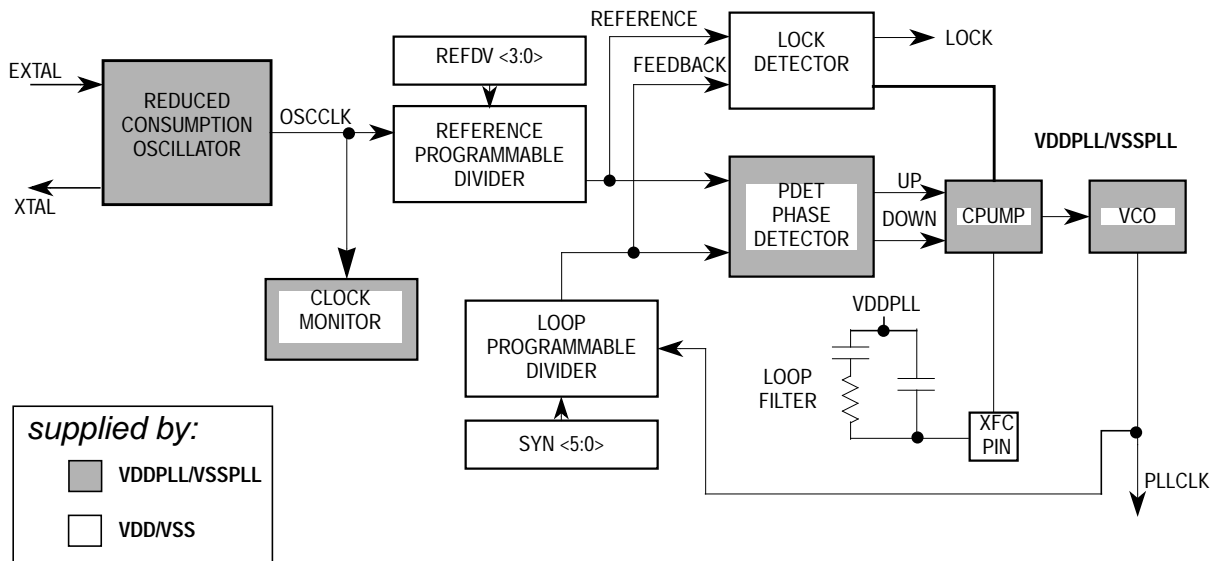 REFERENCE
REFDV <3:0>
LOCK
DETECTOR
LOCK
EXTAL
FEEDBACK
REDUCED
CONSUMPTION
OSCILLATOR
OSCCLK
REFERENCE
PROGRAMMABLE
DIVIDER
VDDPLL/VSSPLL
XTAL
PDET
PHASE
DETECTOR
UP
DOWN
CPUMP
VCO
CLOCK
MONITOR
LOOP
PROGRAMMABLE
DIVIDER
VDDPLL
LOOP
FILTER
XFC
PIN
SYN <5:0>
PLLCLK
supplied by:
VDDPLL/VSSPLL
VDD/VSS